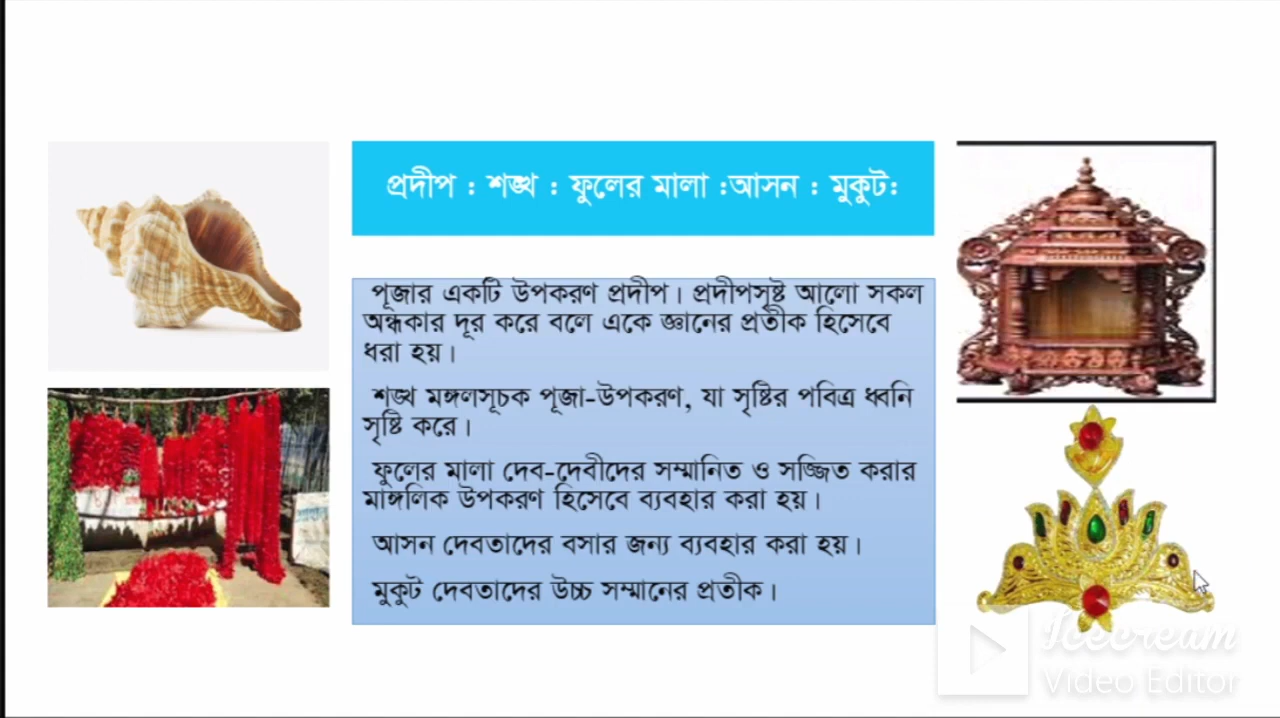 প্রদীপ : শঙ্খ : ফুলের মালা :আসন : মুকুট:
পূজার একটি উপকরণ প্রদীপ। প্রদীপসৃষ্ট আলো সকল
অন্ধকার দূর করে বলে একে জ্ঞানের প্রতীক হিসেবে
ধরা হয়।
শঙ্খ মঙ্গলসূচক পূজা-উপকরণ, যা সৃষ্টির পবিত্র ধ্বনি
সৃষ্টি করে।
ফুলের মালা দেব-দেবীদের সম্মানিত ও সজ্জিত করার
মাঙ্গলিক উপকরণ হিসেবে ব্যবহার করা হয়।
আসন দেবতাদের বসার জন্য ব্যবহার করা হয়।
মুকুট দেবতাদের উচ্চ সম্মানের প্রতীক।
Icecream
Video Editor